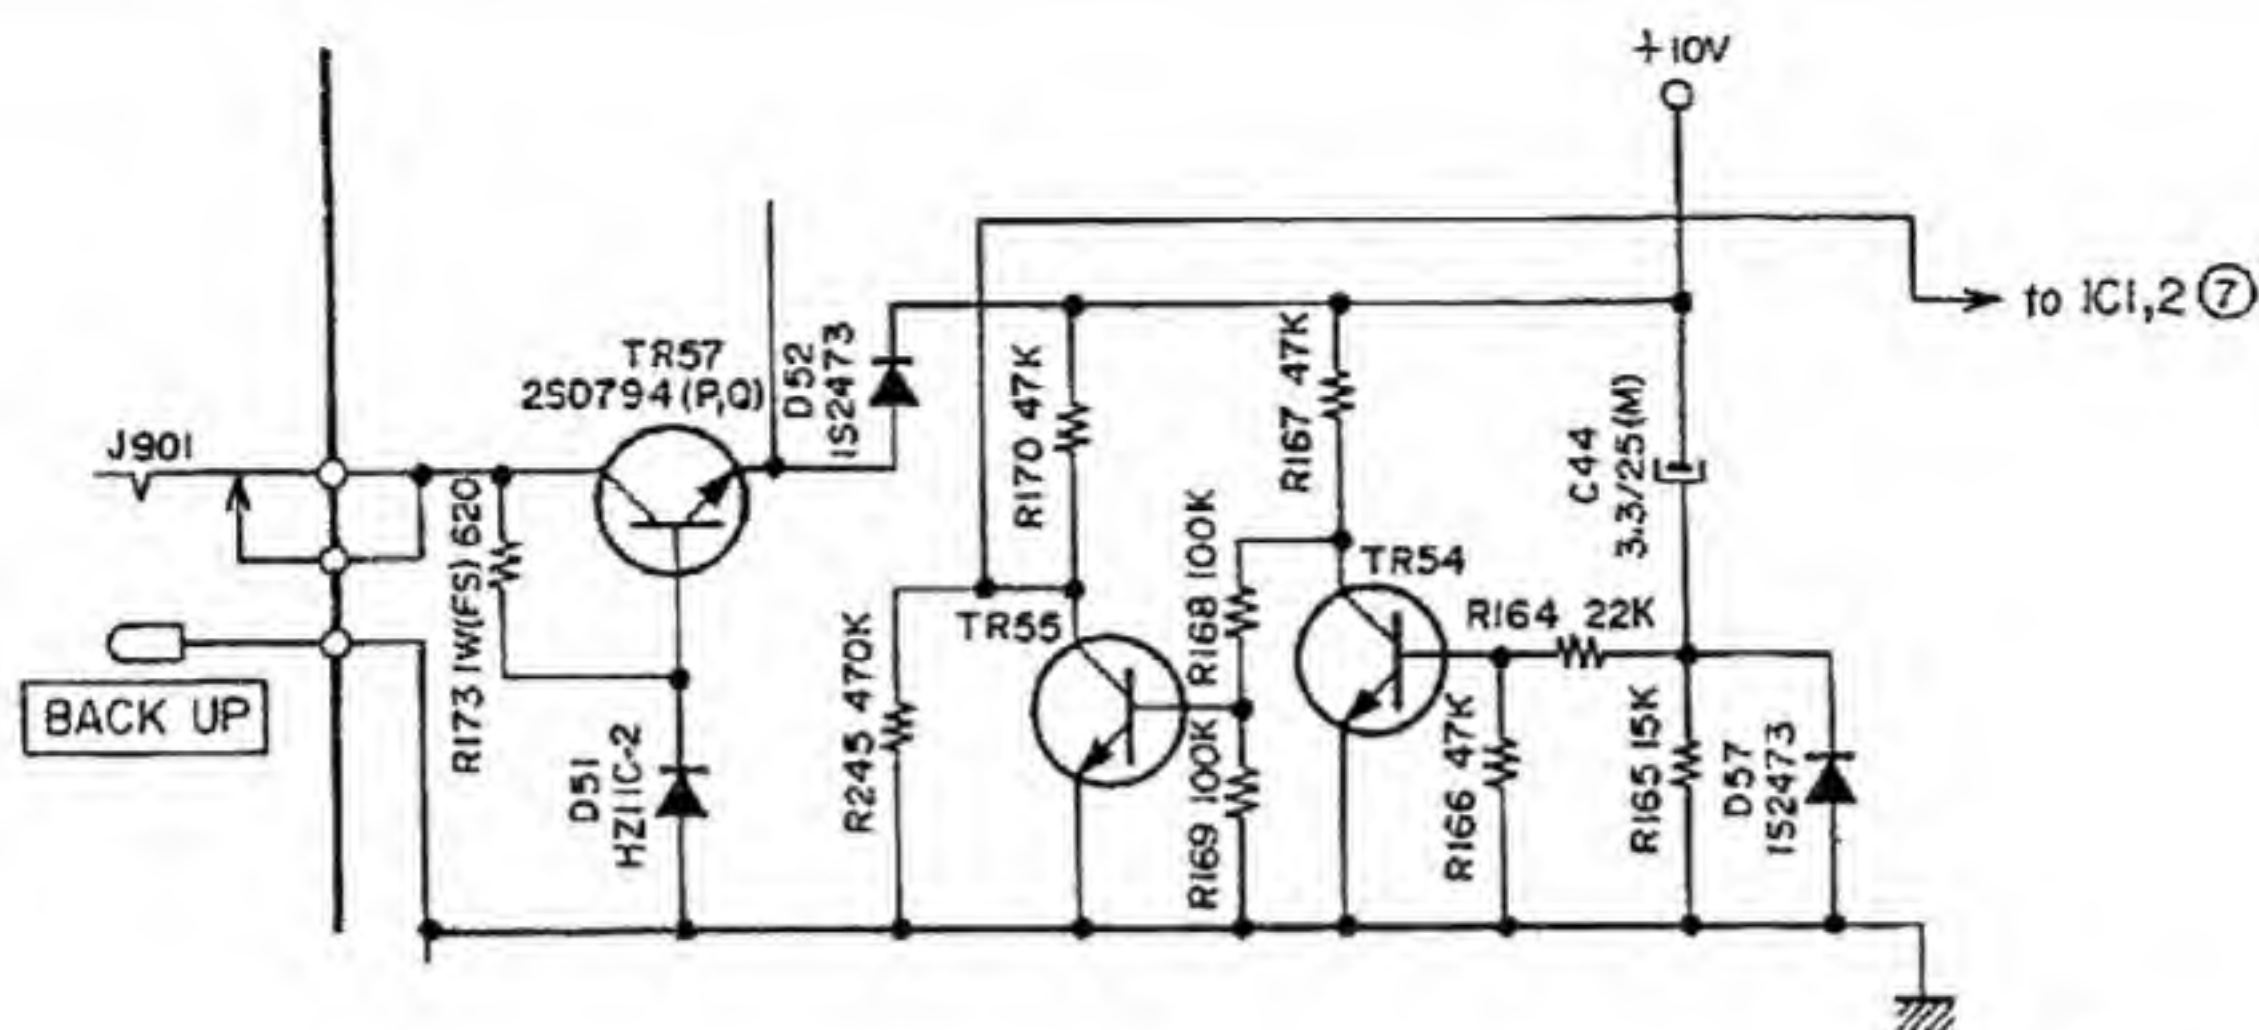 +10V
to IC1,2 ⑦
TR57
2SD794(P,Q)
D52
1S2473
J901
R170 47K
R167 47K
C44
3.3/25(M)
R173 1W(FS) 620
TR54
TR55
R168 100K
R164 22K
BACK UP
D51
HZ11C-2
R245 470K
R169 100K
R166 47K
R165 15K
D57
1S2473